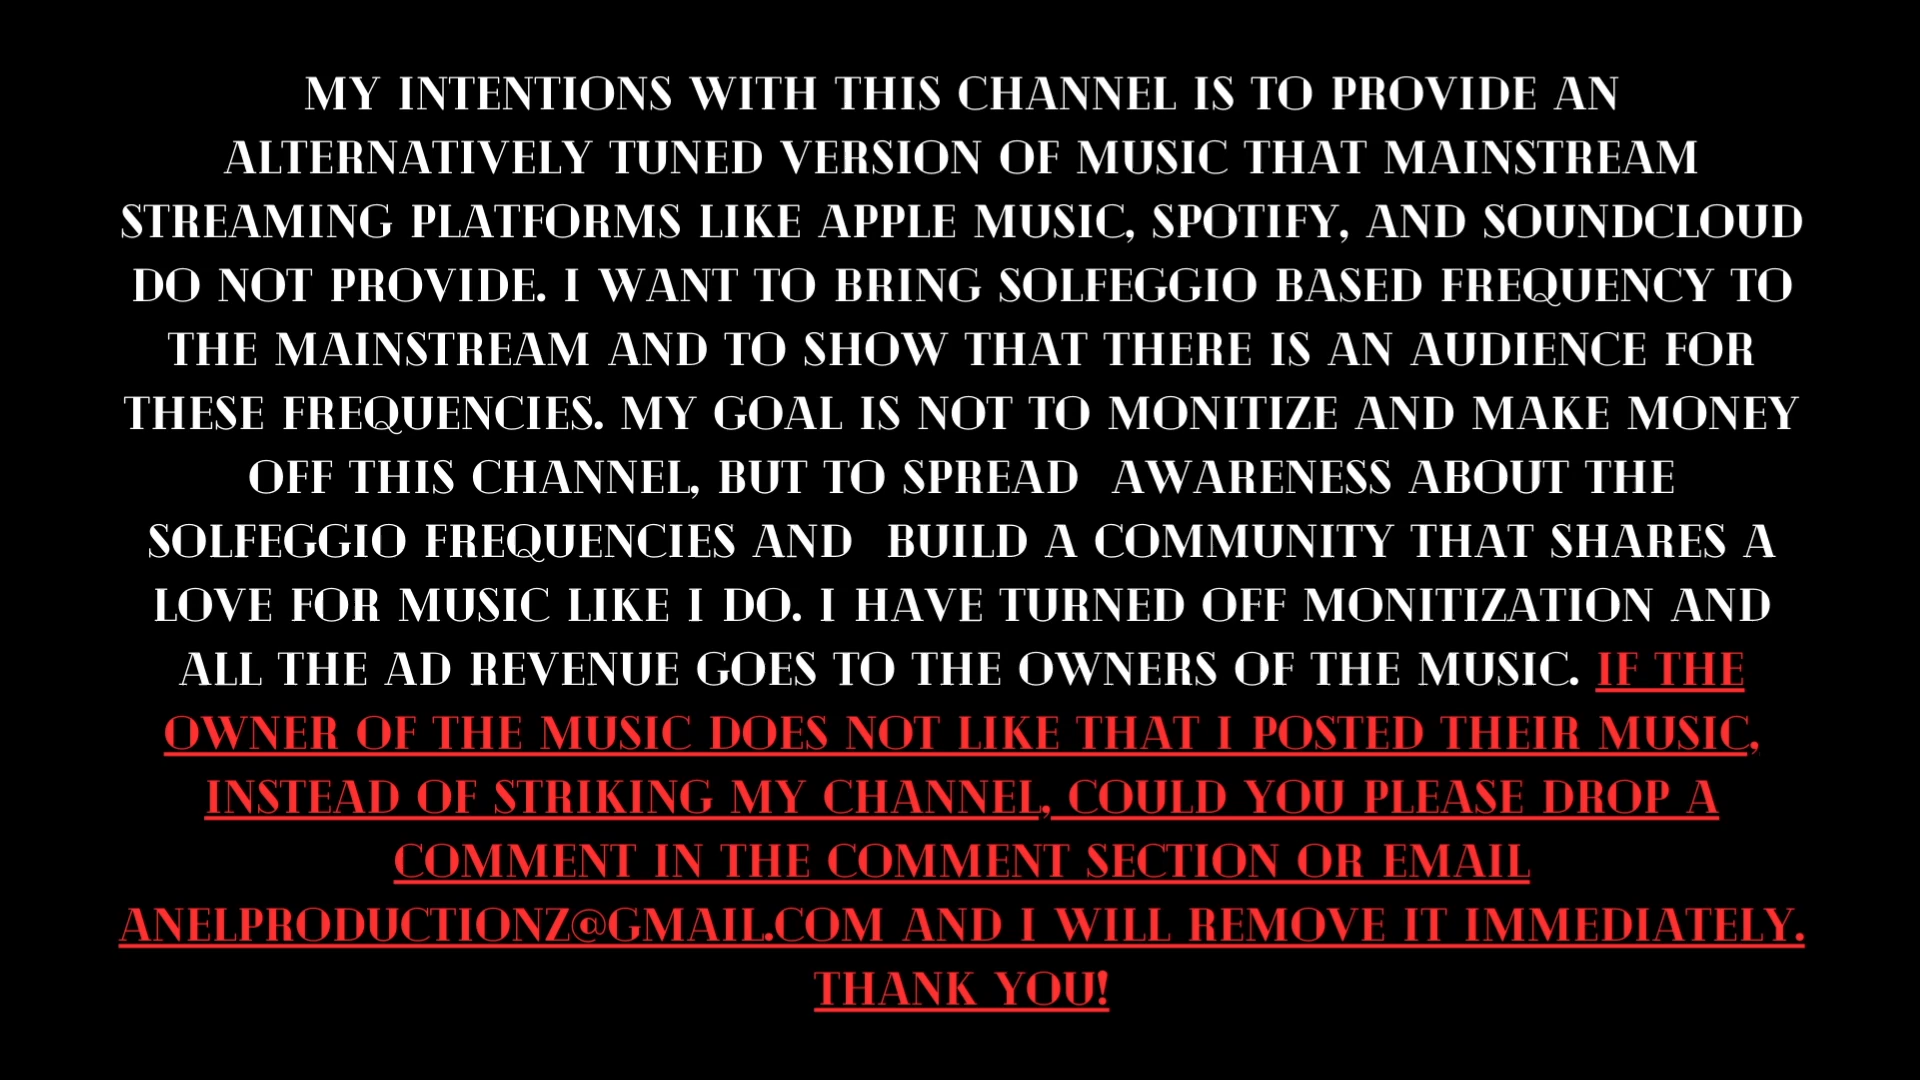 MY INTENTIONS WITH THIS CHANNEL IS TO PROVIDE AN
ALTERNATIVELY TUNED VERSION OF MUSIC THAT MAINSTREAM
STREAMING PLATFORMS LIKE APPLE MUSIC, SPOTIFY, AND SOUNDCLOUD
DO NOT PROVIDE. I WANT TO BRING SOLFEGGIO BASED FREQUENCY TO
THE MAINSTREAM AND TO SHOW THAT THERE IS AN AUDIENCE FOR
THESE FREQUENCIES. MY GOAL IS NOT TO MONITIZE AND MAKE MONEY
OFF THIS CHANNEL, BUT TO SPREAD  AWARENESS ABOUT THE
SOLFEGGIO FREQUENCIES AND  BUILD A COMMUNITY THAT SHARES A
LOVE FOR MUSIC LIKE I DO. I HAVE TURNED OFF MONITIZATION AND
ALL THE AD REVENUE GOES TO THE OWNERS OF THE MUSIC. IF THE
OWNER OF THE MUSIC DOES NOT LIKE THAT I POSTED THEIR MUSIC,
INSTEAD OF STRIKING MY CHANNEL, COULD YOU PLEASE DROP A
COMMENT IN THE COMMENT SECTION OR EMAIL
ANELPRODUCTIONZ@GMAIL.COM AND I WILL REMOVE IT IMMEDIATELY.
THANK YOU!